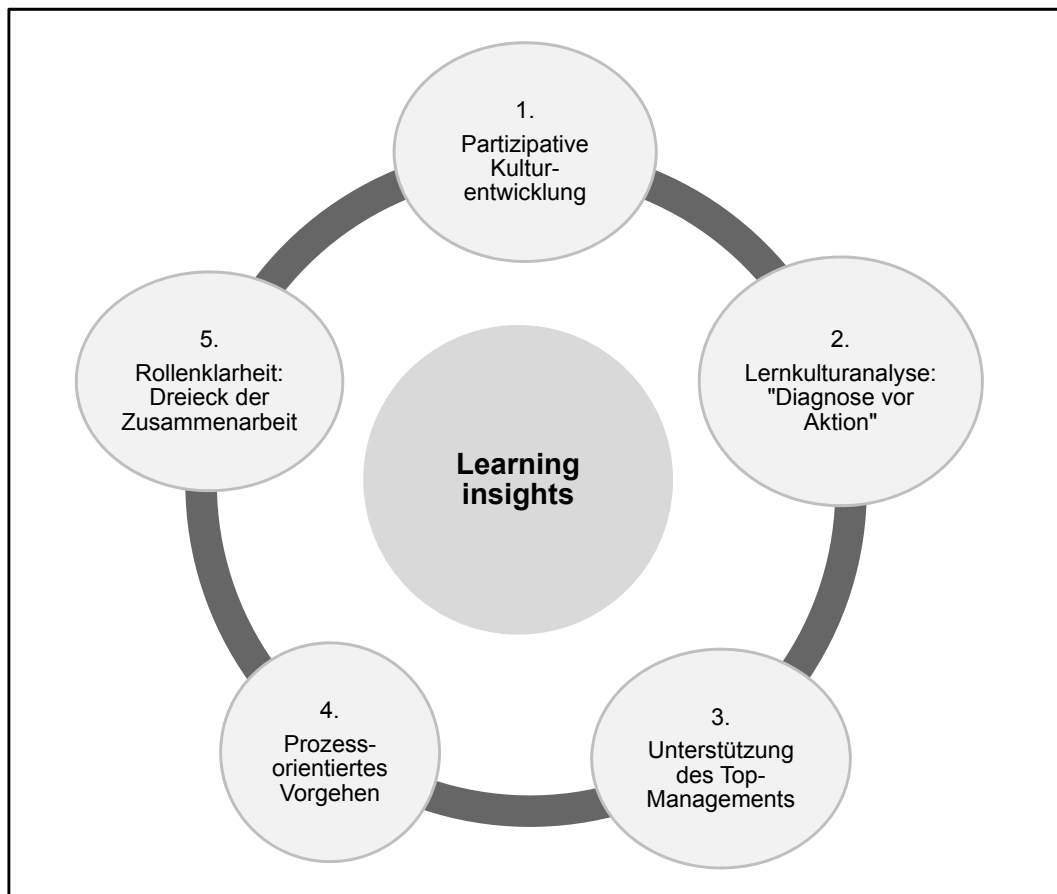 1.
Partizipative
Kultur-
entwicklung
2.
Lernkulturanalyse:
"Diagnose vor
Aktion"
3.
Unterstützung
des Top-
Managements
4.
Prozess-
orientiertes
Vorgehen
5.
Rollenklarheit:
Dreieck der
Zusammenarbeit
Learning
insights